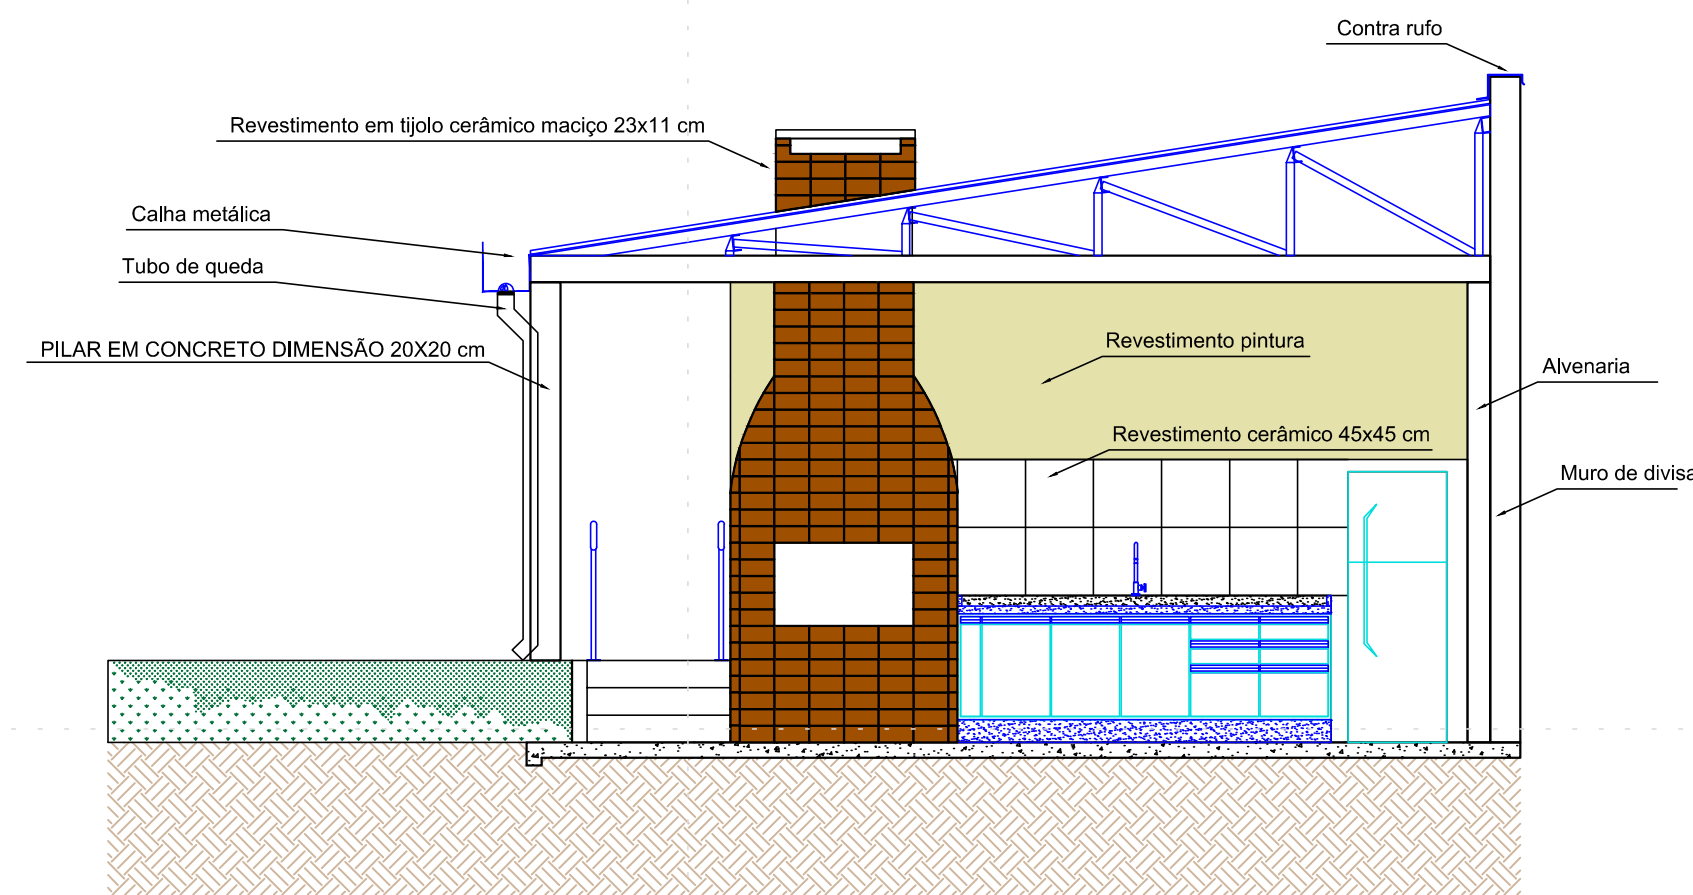 Contra rufo
Revestimento em tijolo cerâmico maciço 23x11 cm
Calha metálica
Tubo de queda
PILAR EM CONCRETO DIMENSÃO 20X20 cm
Revestimento pintura
Alvenaria
Revestimento cerâmico 45x45 cm
Muro de divisa